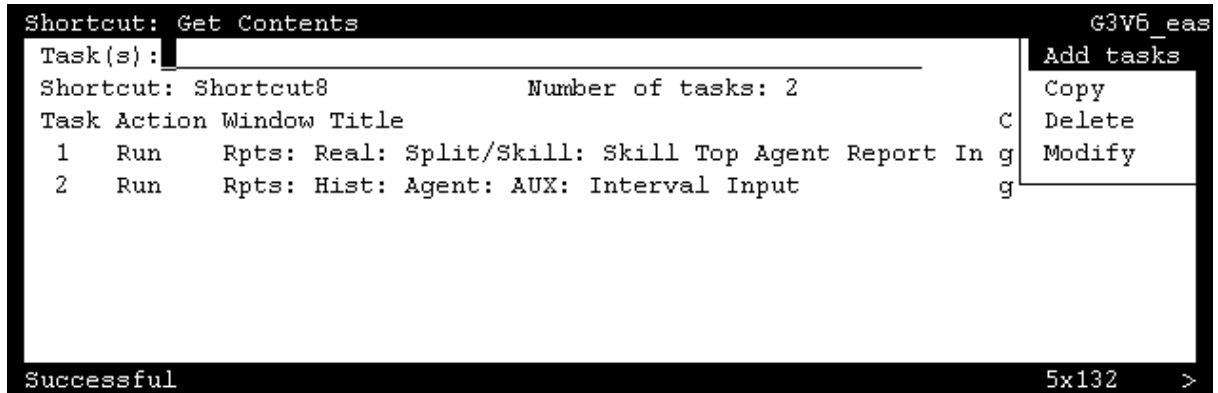 Shortcut: Get Contents G3V6_eas
Task(s): Add tasks
Shortcut: Shortcut8 Number of tasks: 2 Copy
Task Action Window Title C Delete
1 Run Rpts: Real: Split/Skill: Skill Top Agent Report In g Modify
2 Run Rpts: Hist: Agent: AUX: Interval Input g
Successful 5x132 >